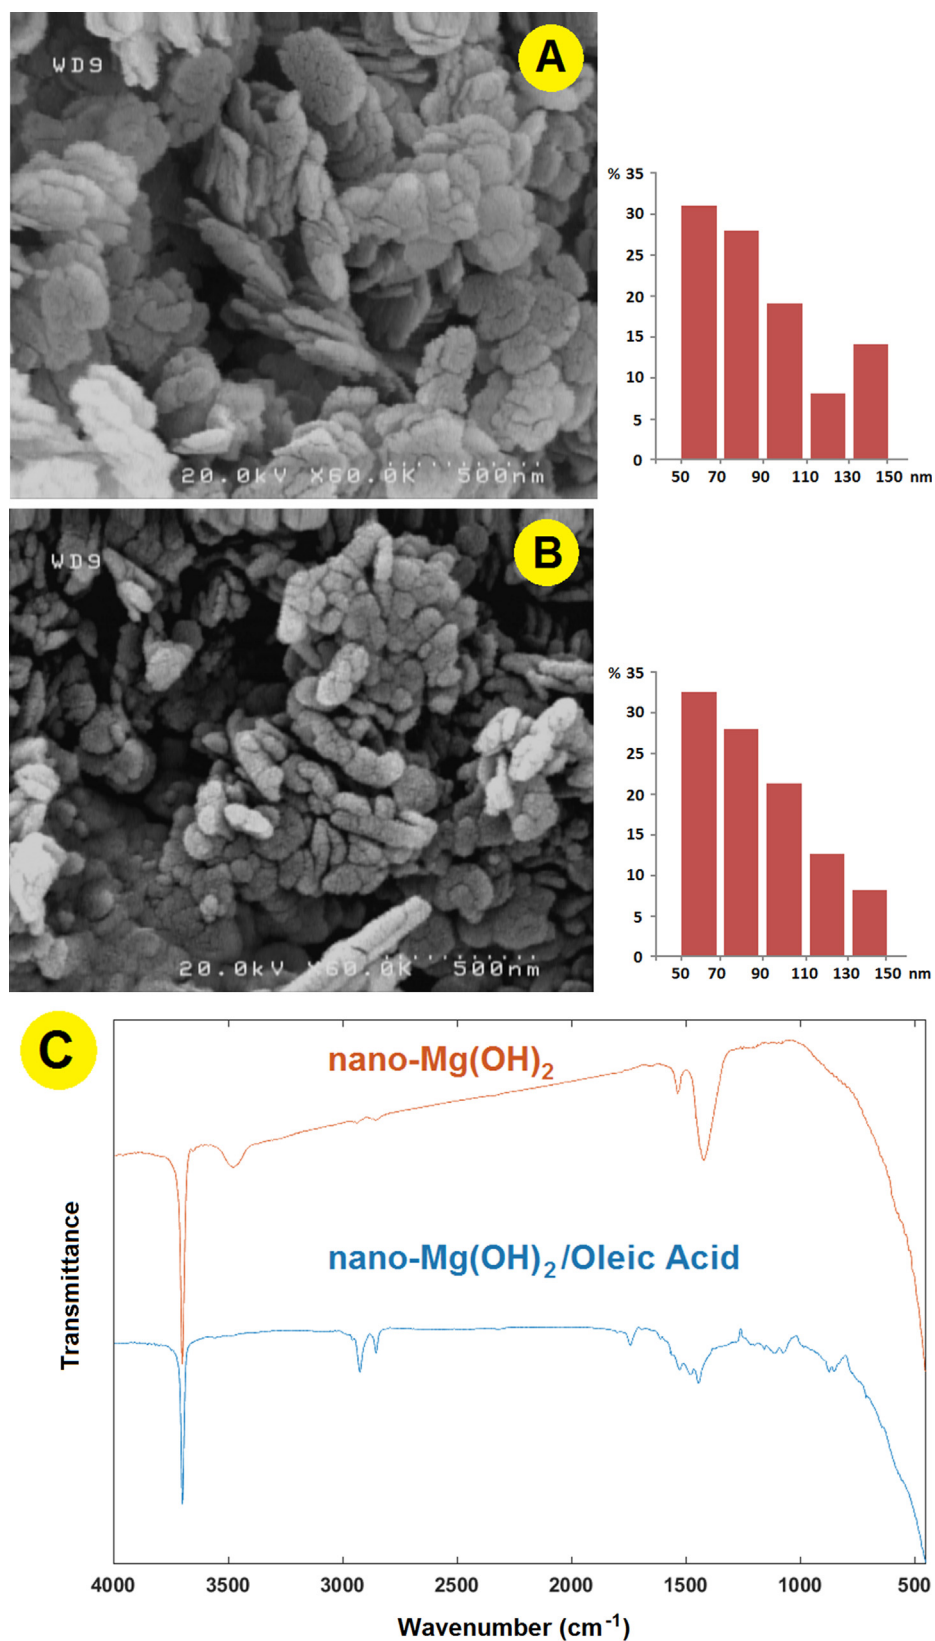 A
WD9
20.0kV X60.0K 500nm
% 35
30
25
20
15
10
5
0
50 70 90 110 130 150 nm
B
WD9
20.0kV X60.0K 500nm
% 35
30
25
20
15
10
5
0
50 70 90 110 130 150 nm
C
nano-Mg(OH)₂
nano-Mg(OH)₂/Oleic Acid
Transmittance
4000 3500 3000 2500 2000 1500 1000 500
Wavenumber (cm⁻¹)